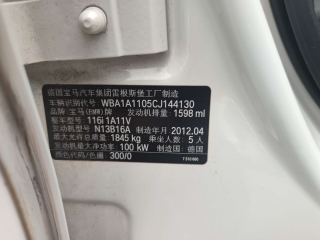 德国宝马汽车集团雷根斯堡工厂制造
车辆识别代号 WBA1A1105CJ144130
品牌: 宝马(BMW)牌 发动机排量: 1598 ml
型号: 116i 1A11V
发动机型号: N13B16A 制造年月: 2012.04
最大允许总质量: 1845 kg 乘坐人数: 5 人
发动机最大净功率: 100 kW 制造国: 德国
颜色代码/色漆: 300/0